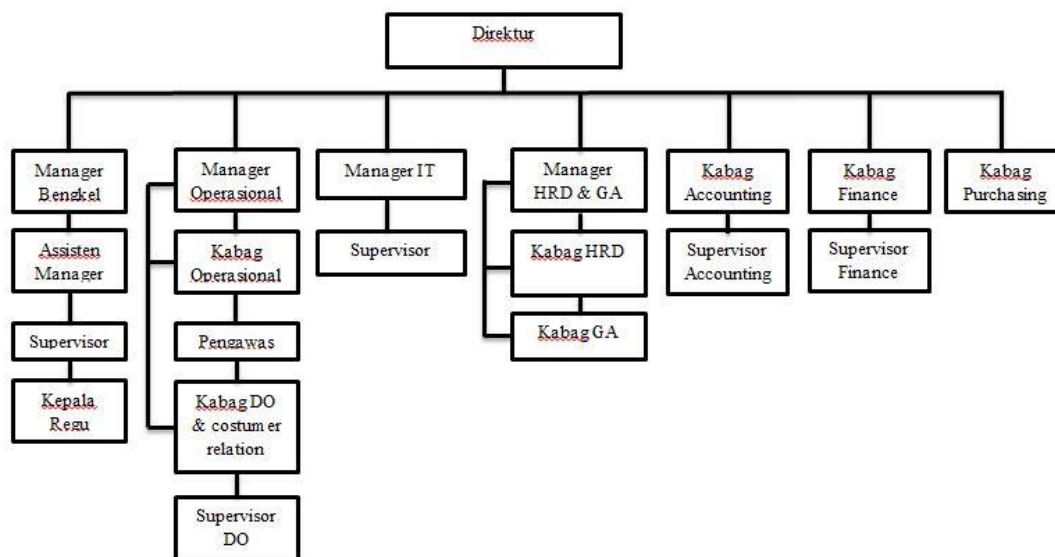 Direktur
Manager
Bengkel
Manager
Operasional
Manager IT
Manager
HRD & GA
Kabag
Accounting
Kabag
Finance
Kabag
Purchasing
Assisten
Manager
Kabag
Operasional
Supervisor
Kabag HRD
Supervisor
Accounting
Supervisor
Finance
Supervisor
Pengawas
Kabag GA
Kepala
Regu
Kabag DO
& costumer
relation
Supervisor
DO